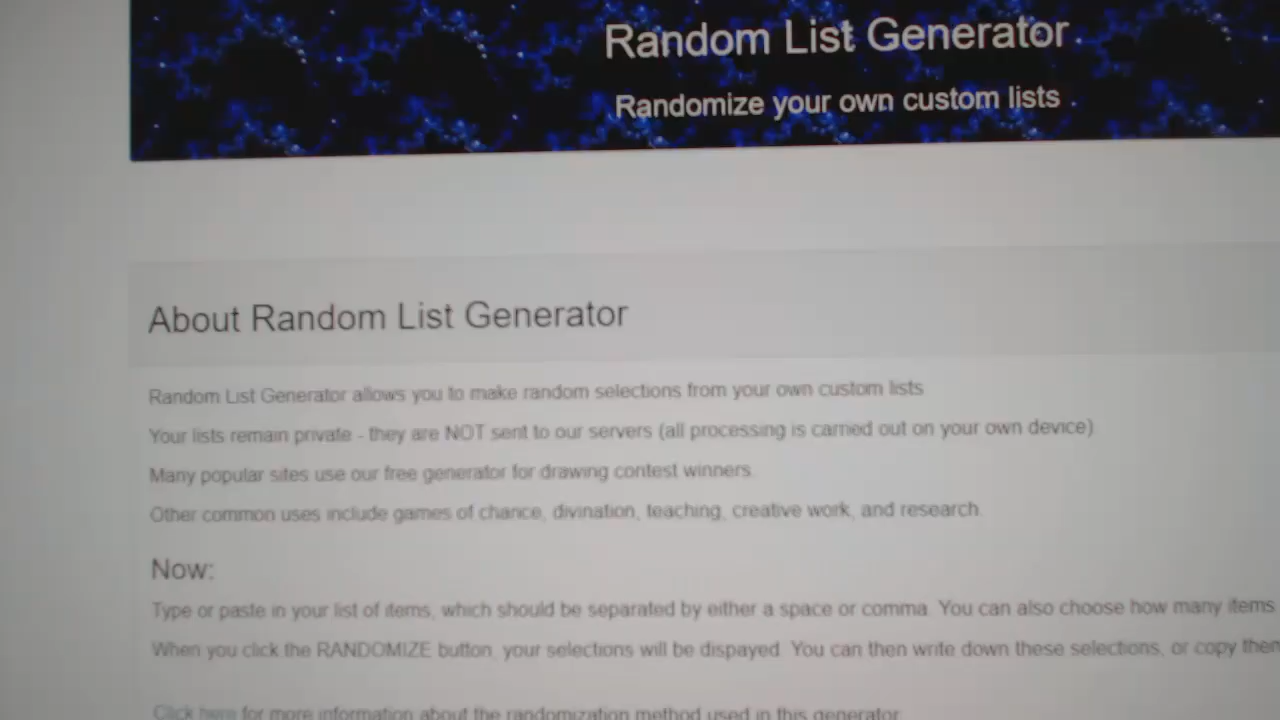 Random List Generator
Randomize your own custom lists
About Random List Generator
Random List Generator allows you to make random selections from your own custom lists
Your lists remain private - they are NOT sent to our servers (all processing is carried out on your own device)
Many popular sites use our free generator for drawing contest winners.
Other common uses include games of chance, divination, teaching, creative work, and research.
Now:
Type or paste in your list of items, which should be separated by either a space or comma. You can also choose how many items
When you click the RANDOMIZE button, your selections will be dispayed. You can then write down these selections, or copy
Click here for more information about the randomization method used in this generator